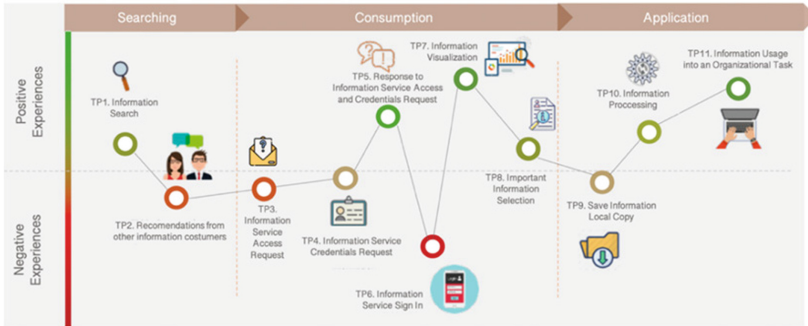 Searching
Consumption
Application
Positive
Experiences
Negative
Experiences
TP1. Information
Search
TP2. Recomendations from
other information costumers
TP3.
Information
Service
Access
Request
TP4. Information Service
Credentials Request
TP5. Response to
Information Service Access
and Credentials Request
TP6. Information
Service Sign In
TP7. Information
Visualization
TP8. Important
Information
Selection
TP9. Save Information
Local Copy
TP10. Information
Proccessing
TP11. Information Usage
into an Organizational Task